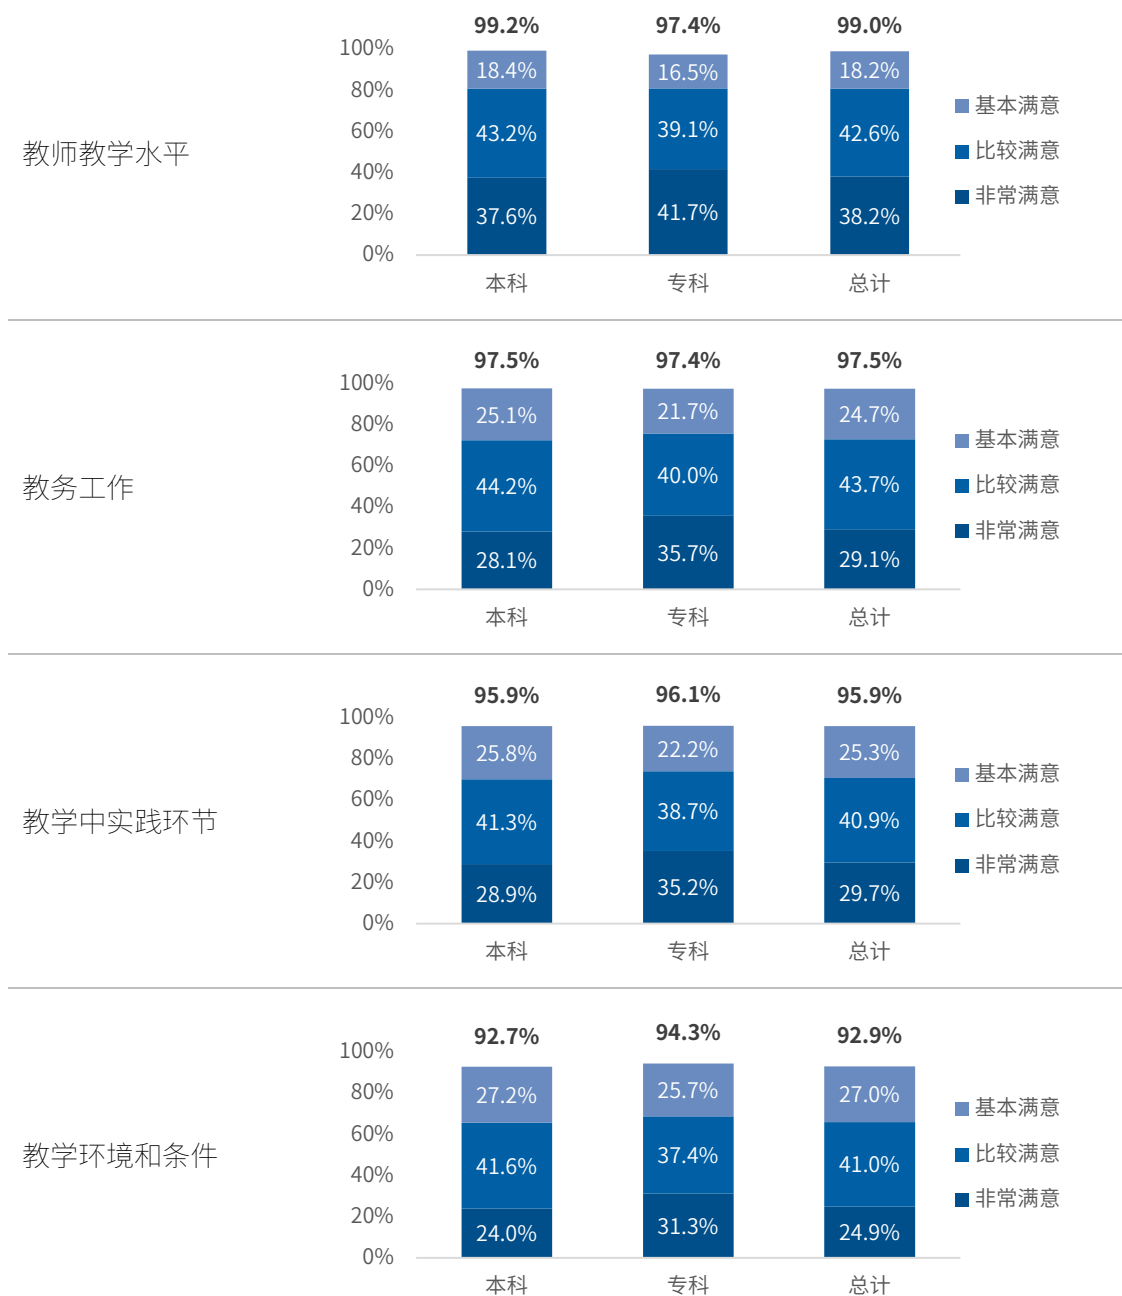 99.2% 97.4% 99.0%
100%
18.4% 16.5% 18.2%
80%
基本满意
60%
43.2% 39.1% 42.6%
比较满意
教师教学水平
40%
非常满意
20%
37.6% 41.7% 38.2%
0%
本科 专科 总计
97.5% 97.4% 97.5%
100%
25.1% 21.7% 24.7%
80%
基本满意
60%
44.2% 40.0% 43.7%
比较满意
教务工作
40%
非常满意
20%
28.1% 35.7% 29.1%
0%
本科 专科 总计
95.9% 96.1% 95.9%
100%
25.8% 22.2% 25.3%
80%
基本满意
60%
41.3% 38.7% 40.9%
比较满意
教学中实践环节
40%
非常满意
20%
28.9% 35.2% 29.7%
0%
本科 专科 总计
92.7% 94.3% 92.9%
100%
27.2% 25.7% 27.0%
80%
基本满意
60%
41.6% 37.4% 41.0%
比较满意
教学环境和条件
40%
非常满意
20%
24.0% 31.3% 24.9%
0%
本科 专科 总计